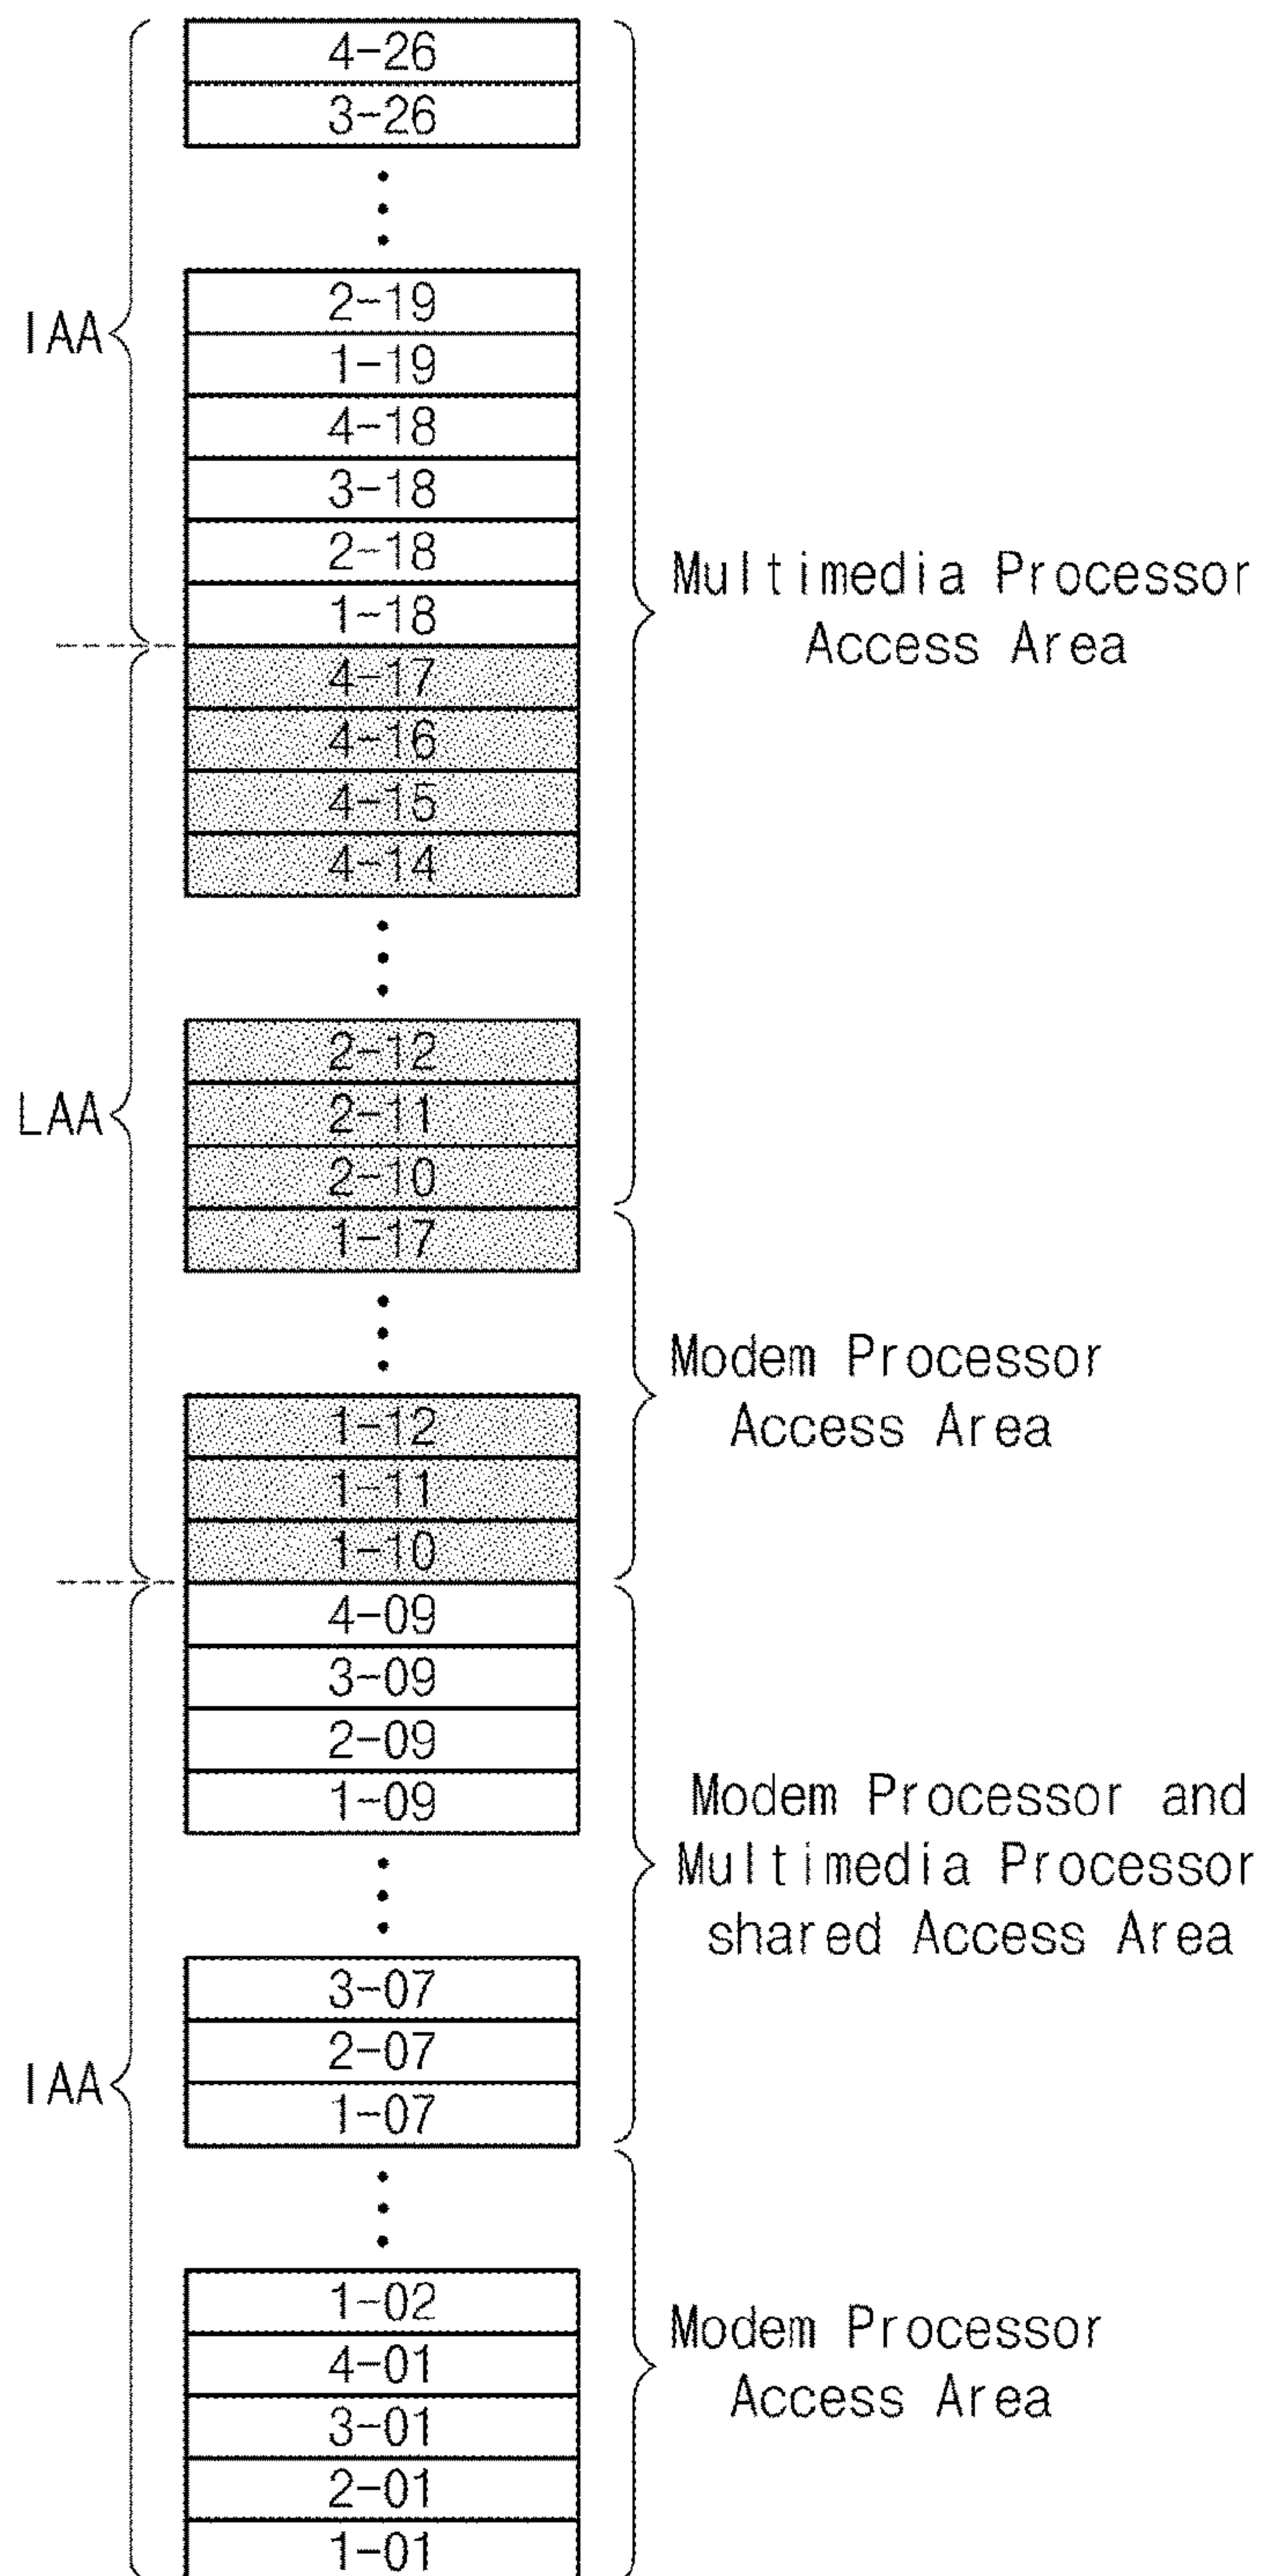 4-26
3-26
2-19
IAA
1-19
4-18
3-18
2-18
Multimedia Processor
Access Area
1-18
4-17
4-16
4-15
4-14
2-12
LAA
2-11
2-10
1-17
Modem Processor
Access Area
1-12
1-11
1-10
4-09
3-09
2-09
1-09
Modem Processor and
Multimedia Processor
shared Access Area
3-07
2-07
IAA
1-07
1-02
Modem Processor
Access Area
4-01
3-01
2-01
1-01